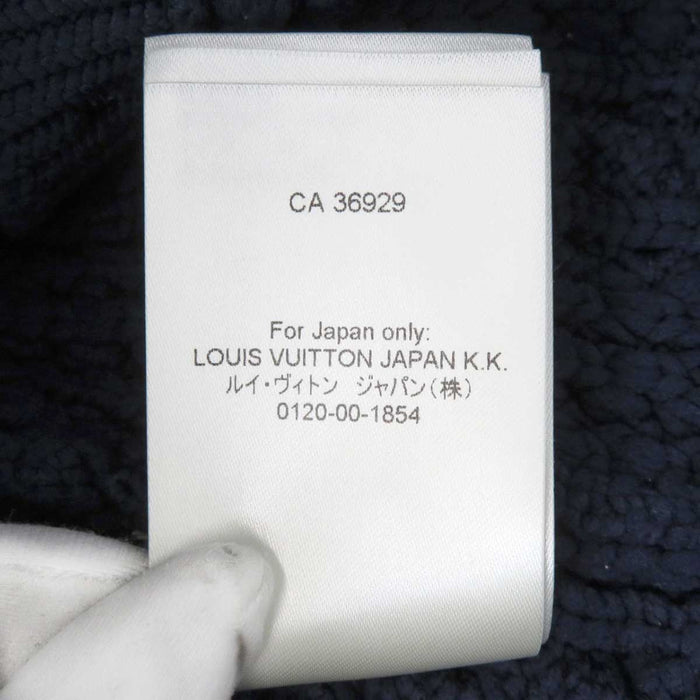 CA 36929
For Japan only:
LOUIS VUITTON JAPAN K.K.
ルイ・ヴィトン　ジャパン(株)
0120-00-1854